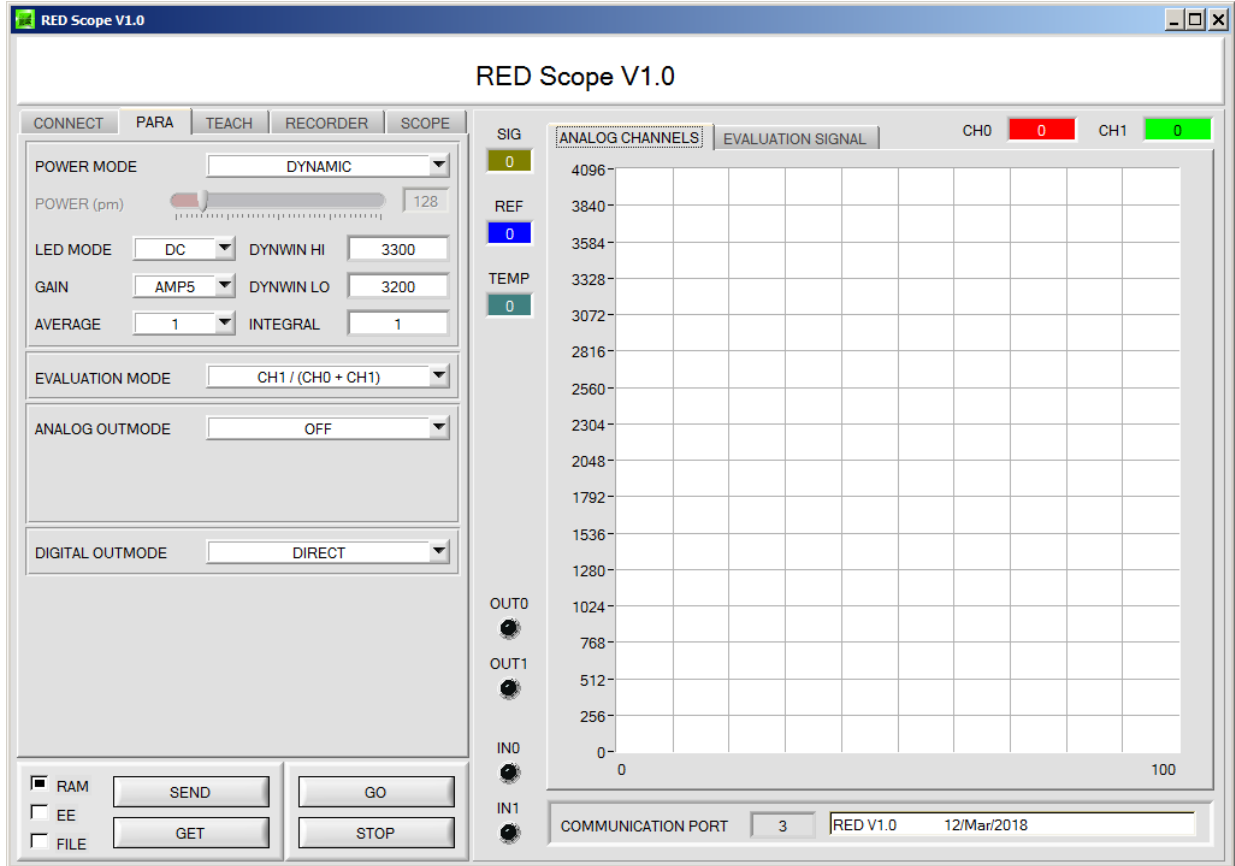 RED Scope V1.0
RED Scope V1.0
CONNECT PARA TEACH RECORDER SCOPE
POWER MODE DYNAMIC
POWER (pm) 128
LED MODE DC DYNWIN HI 3300
GAIN AMP5 DYNWIN LO 3200
AVERAGE 1 INTEGRAL 1
EVALUATION MODE CH1 / (CH0 + CH1)
ANALOG OUTMODE OFF
DIGITAL OUTMODE DIRECT
RAM SEND GO
EE
GET STOP
FILE
SIG
0
REF
0
TEMP
0
OUT0
OUT1
IN0
IN1
ANALOG CHANNELS EVALUATION SIGNAL CH0 0 CH1 0
4096
3840
3584
3328
3072
2816
2560
2304
2048
1792
1536
1280
1024
768
512
256
0
0 100
COMMUNICATION PORT 3 RED V1.0 12/Mar/2018